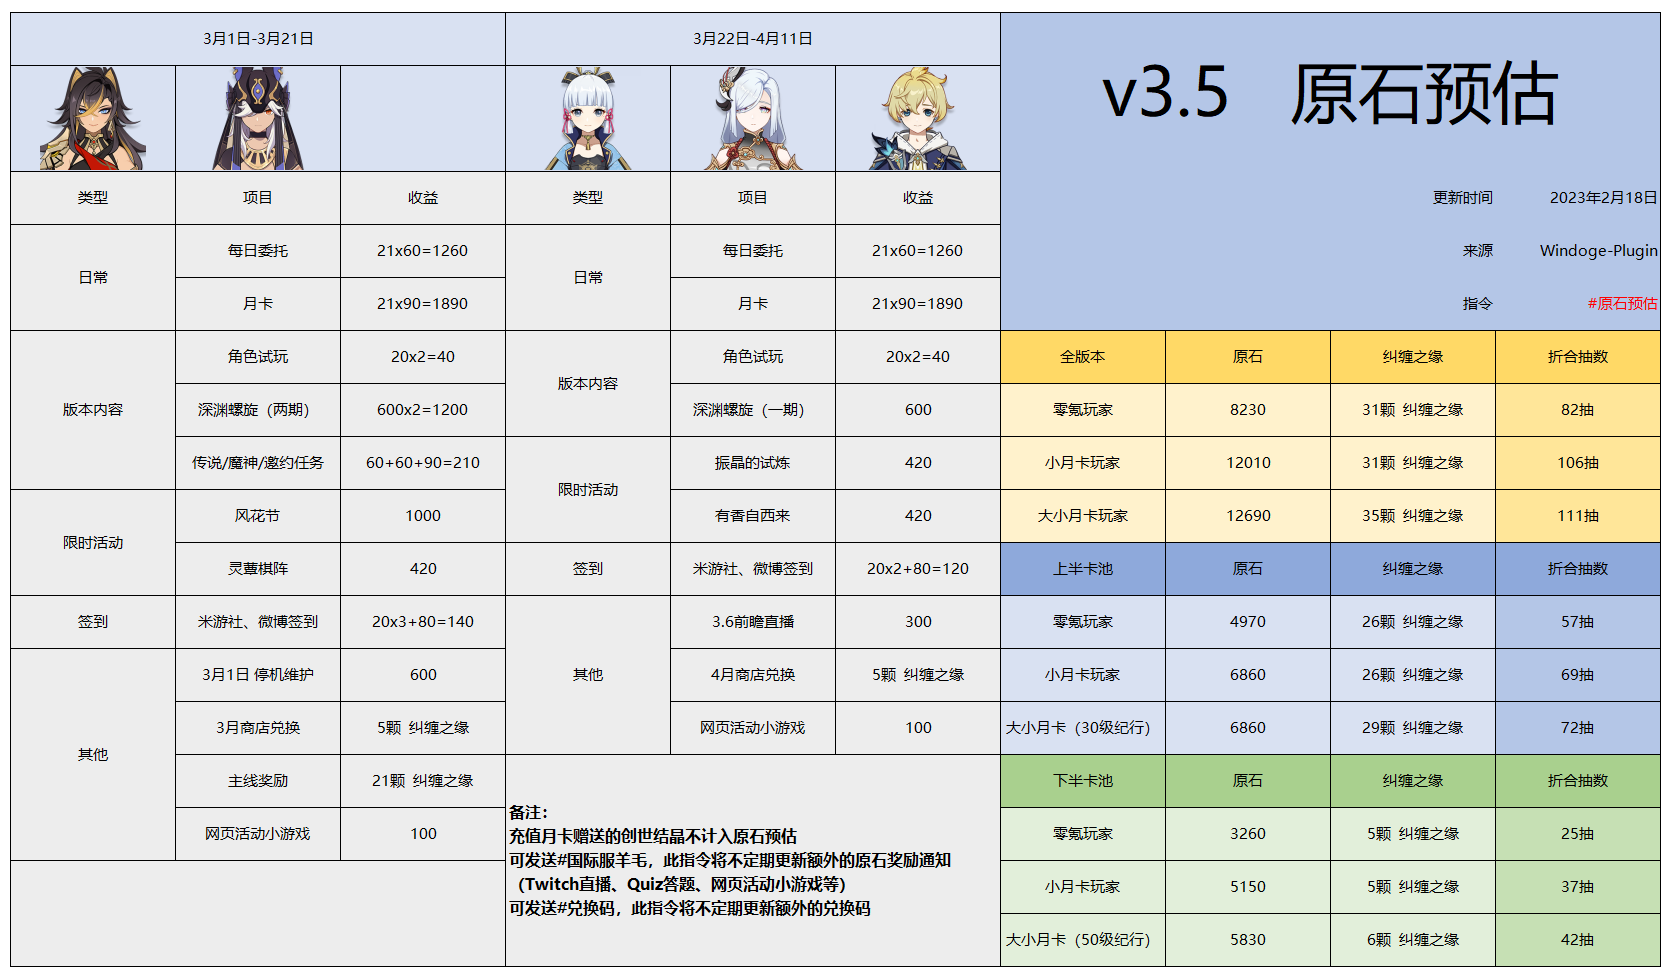 3月1日-3月21日
类型 项目 收益
日常
每日委托 21x60=1260
月卡 21x90=1890
版本内容
角色试玩 20x2=40
深渊螺旋（两期） 600x2=1200
传说/魔神/邀约任务 60+60+90=210
限时活动
风花节 1000
灵蕈棋阵 420
签到 米游社、微博签到 20x3+80=140
其他
3月1日 停机维护 600
3月商店兑换 5颗 纠缠之缘
主线奖励 21颗 纠缠之缘
网页活动小游戏 100
3月22日-4月11日
类型 项目 收益
日常
每日委托 21x60=1260
月卡 21x90=1890
版本内容
角色试玩 20x2=40
深渊螺旋（一期） 600
限时活动
振晶的试炼 420
有香自西来 420
签到 米游社、微博签到 20x2+80=120
其他
3.6前瞻直播 300
4月商店兑换 5颗 纠缠之缘
网页活动小游戏 100
备注：
充值月卡赠送的创世结晶不计入原石预估
可发送#国际服羊毛，此指令将不定期更新额外的原石奖励通知
（Twitch直播、Quiz答题、网页活动小游戏等）
可发送#兑换码，此指令将不定期更新额外的兑换码
v3.5 原石预估
更新时间 2023年2月18日
来源 Windoge-Plugin
指令 #原石预估
全版本 原石 纠缠之缘 折合抽数
零氪玩家 8230 31颗 纠缠之缘 82抽
小月卡玩家 12010 31颗 纠缠之缘 106抽
大小月卡玩家 12690 35颗 纠缠之缘 111抽
上半卡池 原石 纠缠之缘 折合抽数
零氪玩家 4970 26颗 纠缠之缘 57抽
小月卡玩家 6860 26颗 纠缠之缘 69抽
大小月卡（30级纪行） 6860 29颗 纠缠之缘 72抽
下半卡池 原石 纠缠之缘 折合抽数
零氪玩家 3260 5颗 纠缠之缘 25抽
小月卡玩家 5150 5颗 纠缠之缘 37抽
大小月卡（50级纪行） 5830 6颗 纠缠之缘 42抽